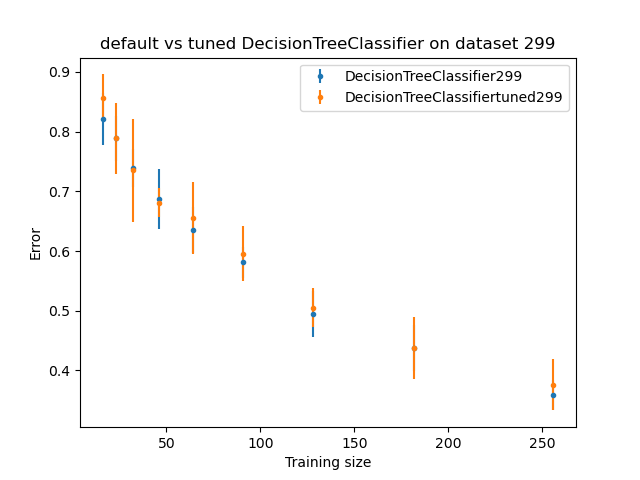 default vs tuned DecisionTreeClassifier on dataset 299
DecisionTreeClassifier299
DecisionTreeClassifiertuned299
0.9
0.8
0.7
0.6
0.5
0.4
Error
50
100
150
200
250
Training size